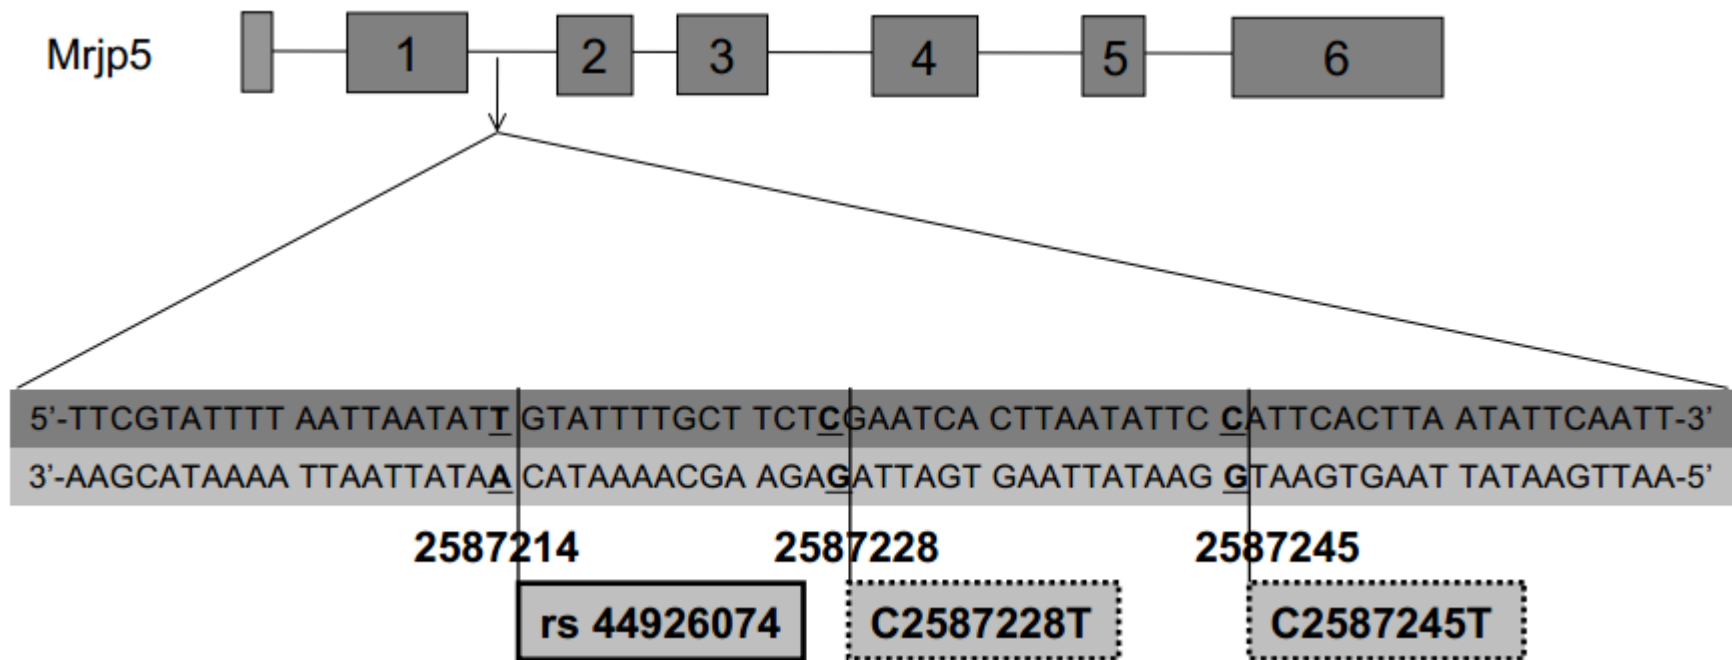 Mrjp5
1 2 3 4 5 6
5’-TTCGTATTTT AATTAATATT GTATTTTGCT TCTCGAATCA CTTAATATTC CATTCACTTA ATATTCAATT-3’
3’-AAGCATAAAA TTAATTATAA CATAAAACGA AGAGATTAGT GAATTATAAG GTAAGTGAAT TATAAGTTAA-5’
2587214 2587228 2587245
rs 44926074 C2587228T C2587245T